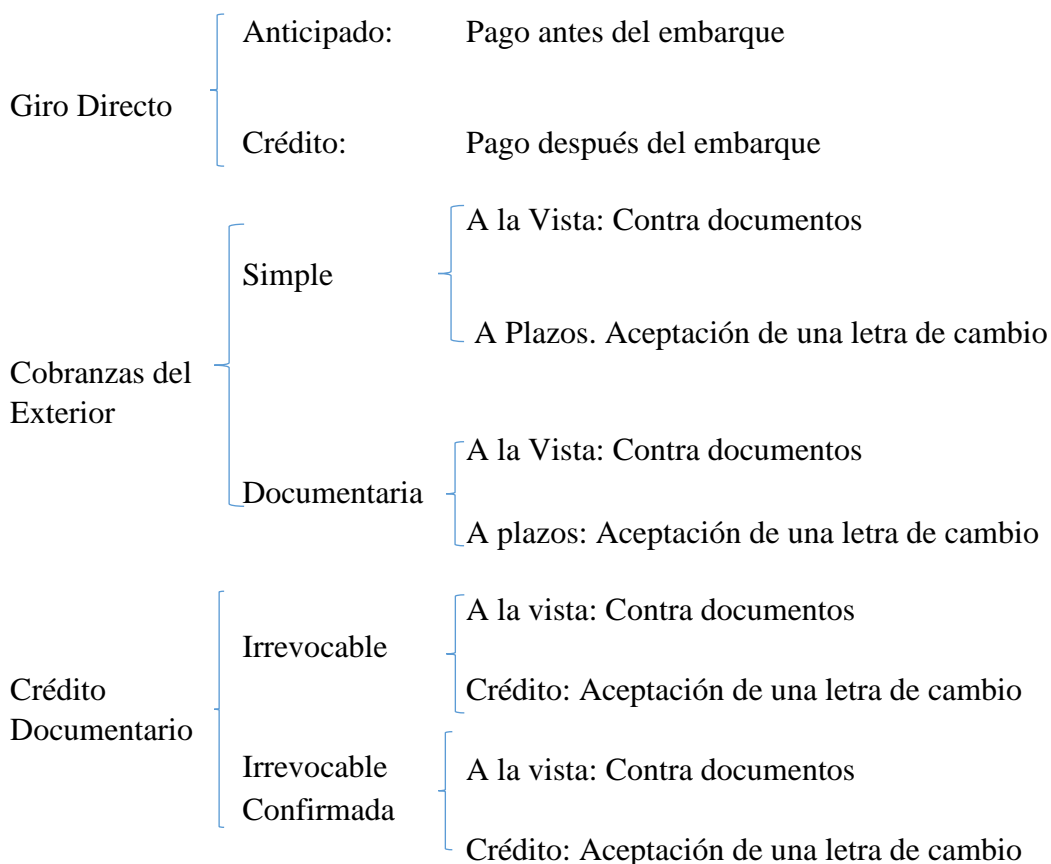 Giro Directo
Anticipado: Pago antes del embarque
Crédito: Pago después del embarque
Cobranzas del
Exterior
Simple
A la Vista: Contra documentos
A Plazos. Aceptación de una letra de cambio
Documentaria
A la Vista: Contra documentos
A plazos: Aceptación de una letra de cambio
Crédito
Documentario
Irrevocable
A la vista: Contra documentos
Crédito: Aceptación de una letra de cambio
Irrevocable
Confirmada
A la vista: Contra documentos
Crédito: Aceptación de una letra de cambio